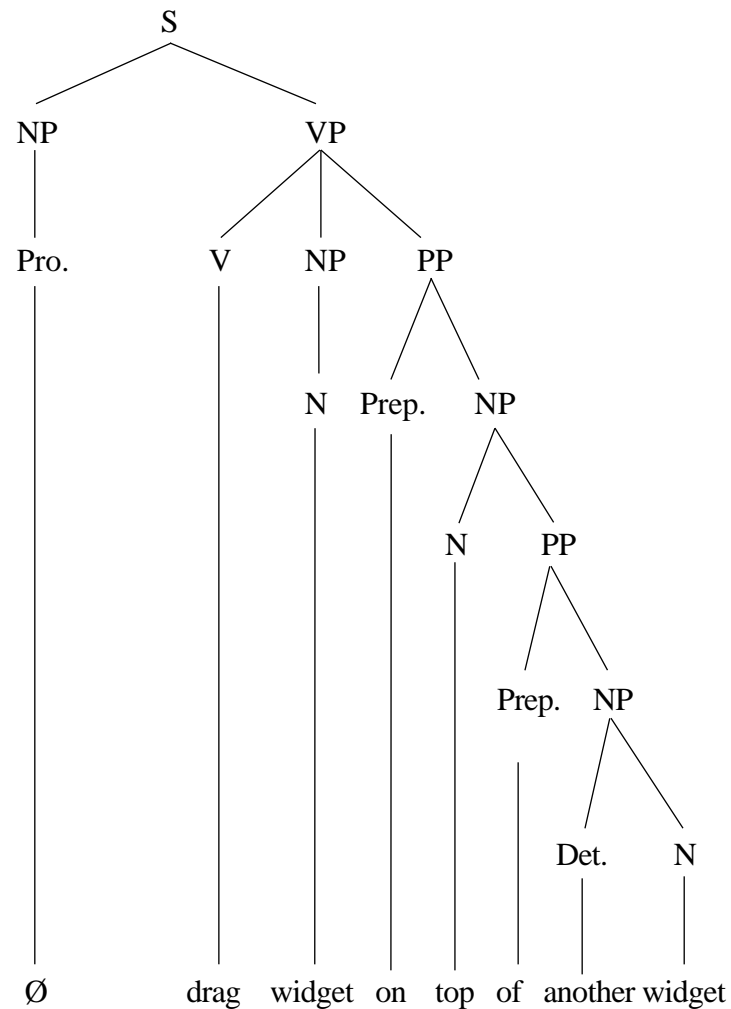 S
NP VP
Pro. V NP PP
N Prep. NP
N PP
Prep. NP
Det. N
Ø drag widget on top of another widget